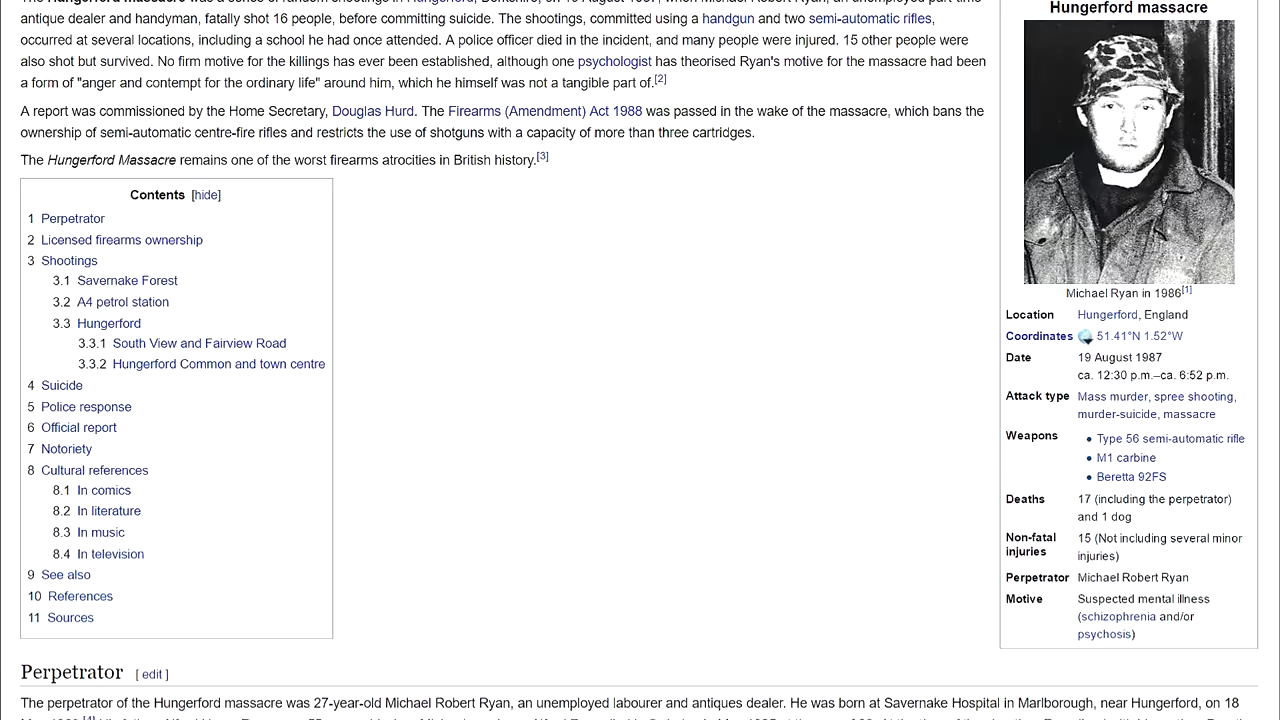 antique dealer and handyman, fatally shot 16 people, before committing suicide. The shootings, committed using a handgun and two semi-automatic rifles,
occurred at several locations, including a school he had once attended. A police officer died in the incident, and many people were injured. 15 other people were
also shot but survived. No firm motive for the killings has ever been established, although one psychologist has theorised Ryan's motive for the massacre had been
a form of "anger and contempt for the ordinary life" around him, which he himself was not a tangible part of.[2]
A report was commissioned by the Home Secretary, Douglas Hurd. The Firearms (Amendment) Act 1988 was passed in the wake of the massacre, which bans the
ownership of semi-automatic centre-fire rifles and restricts the use of shotguns with a capacity of more than three cartridges.
The Hungerford Massacre remains one of the worst firearms atrocities in British history.[3]
Contents [hide]
1 Perpetrator
2 Licensed firearms ownership
3 Shootings
3.1 Savernake Forest
3.2 A4 petrol station
3.3 Hungerford
3.3.1 South View and Fairview Road
3.3.2 Hungerford Common and town centre
4 Suicide
5 Police response
6 Official report
7 Notoriety
8 Cultural references
8.1 In comics
8.2 In literature
8.3 In music
8.4 In television
9 See also
10 References
11 Sources
Hungerford massacre
Michael Ryan in 1986[1]
Location Hungerford, England
Coordinates 51.41°N 1.52°W
Date 19 August 1987
ca. 12:30 p.m.–ca. 6:52 p.m.
Attack type Mass murder, spree shooting,
murder-suicide, massacre
Weapons • Type 56 semi-automatic rifle
• M1 carbine
• Beretta 92FS
Deaths 17 (including the perpetrator)
and 1 dog
Non-fatal injuries 15 (Not including several minor
injuries)
Perpetrator Michael Robert Ryan
Motive Suspected mental illness
(schizophrenia and/or
psychosis)
Perpetrator [ edit ]
The perpetrator of the Hungerford massacre was 27-year-old Michael Robert Ryan, an unemployed labourer and antiques dealer. He was born at Savernake Hospital in Marlborough, near Hungerford, on 18